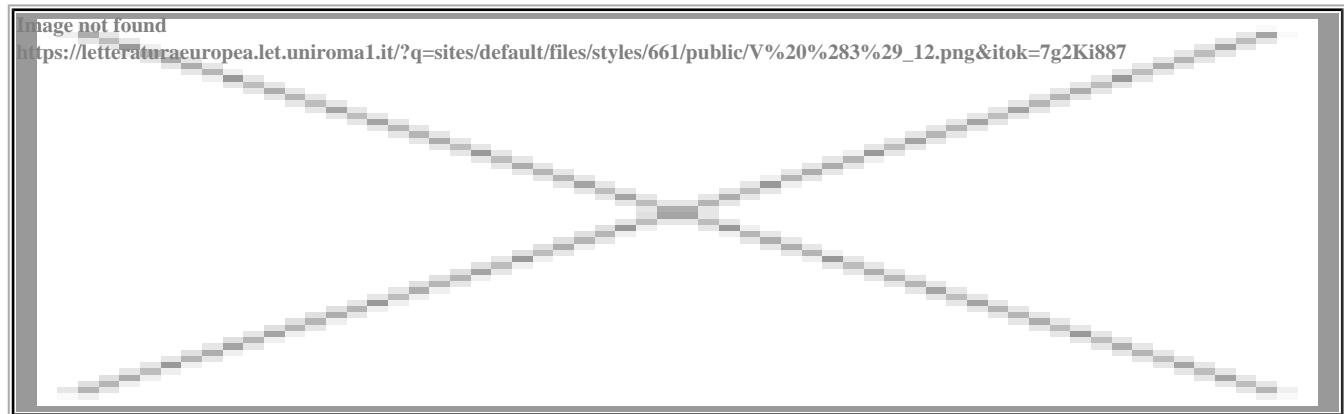 Image not found
https://letteraturaeuropea.let.uniroma1.it/?q=sites/default/files/styles/661/public/V%20%283%29_12.png&itok=7g2Ki887